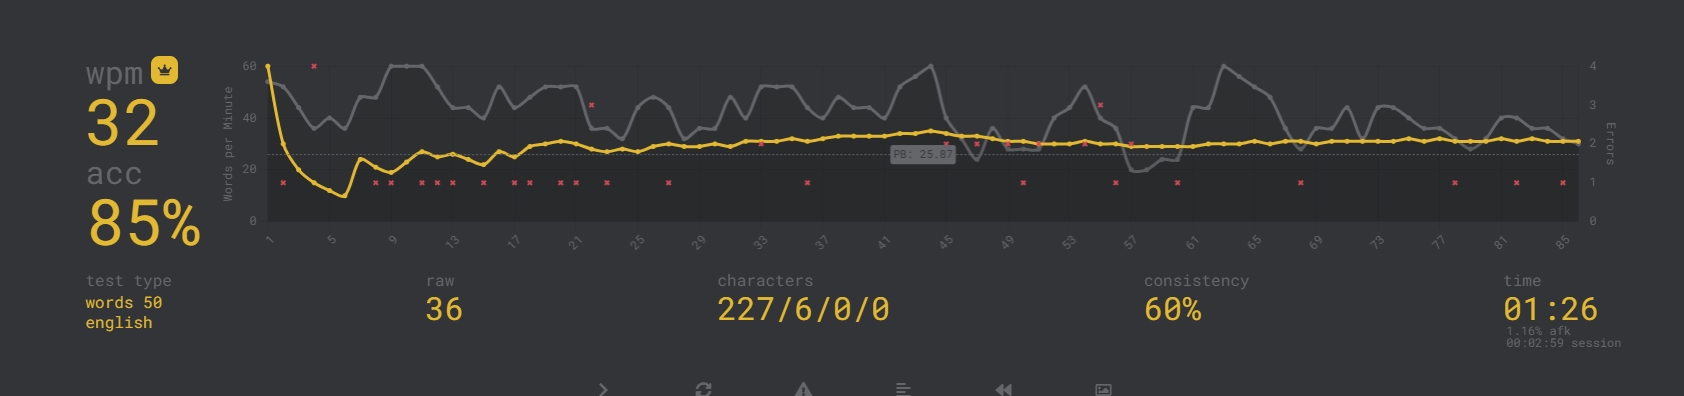 wpm
32
acc
85%
Words per Minute
60
40
20
0
PB: 25.87
4
3
2
1
0
Errors
1 5 9 13 17 21 25 29 33 37 41 45 49 53 57 61 65 69 73 77 81 85
test type
words 50
english
raw
36
characters
227/6/0/0
consistency
60%
time
01:26
1.16% afk
00:02:59 session